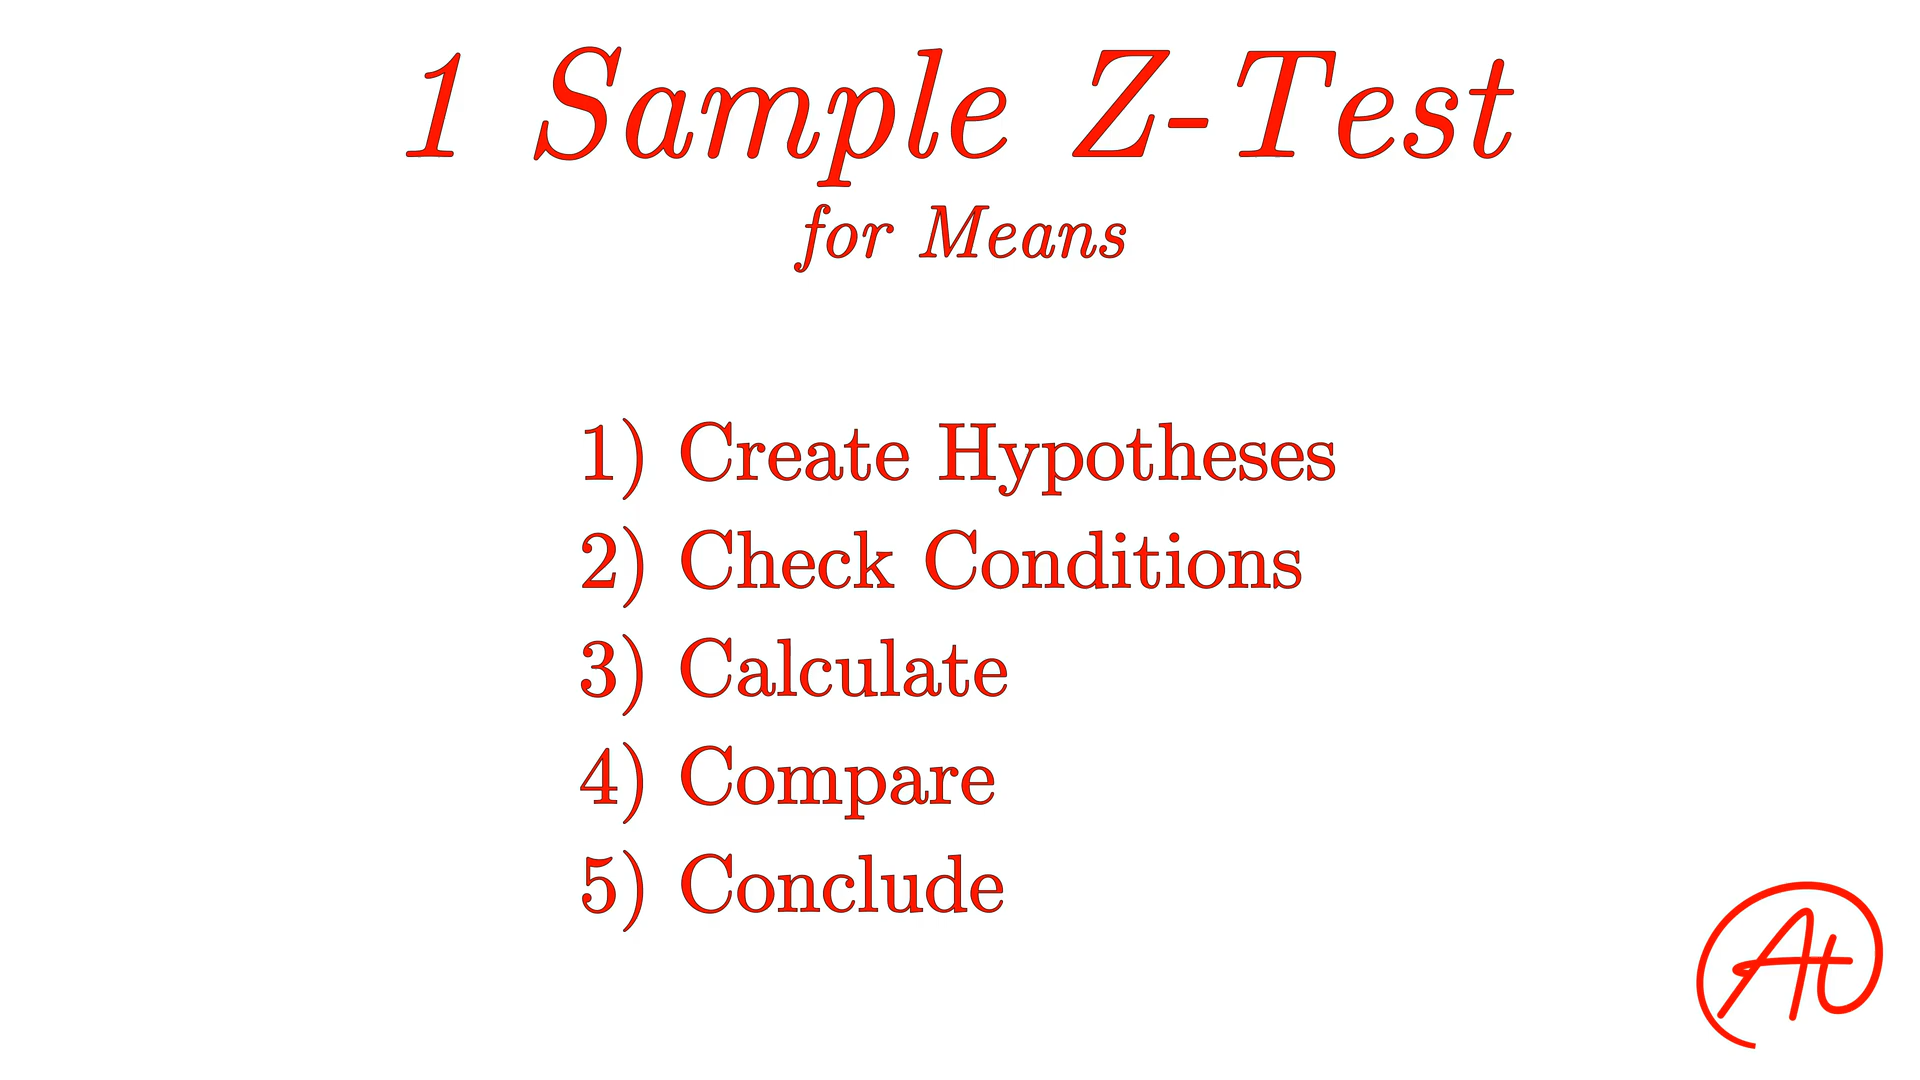 1 Sample Z-Test
for Means
1) Create Hypotheses
2) Check Conditions
3) Calculate
4) Compare
5) Conclude
At